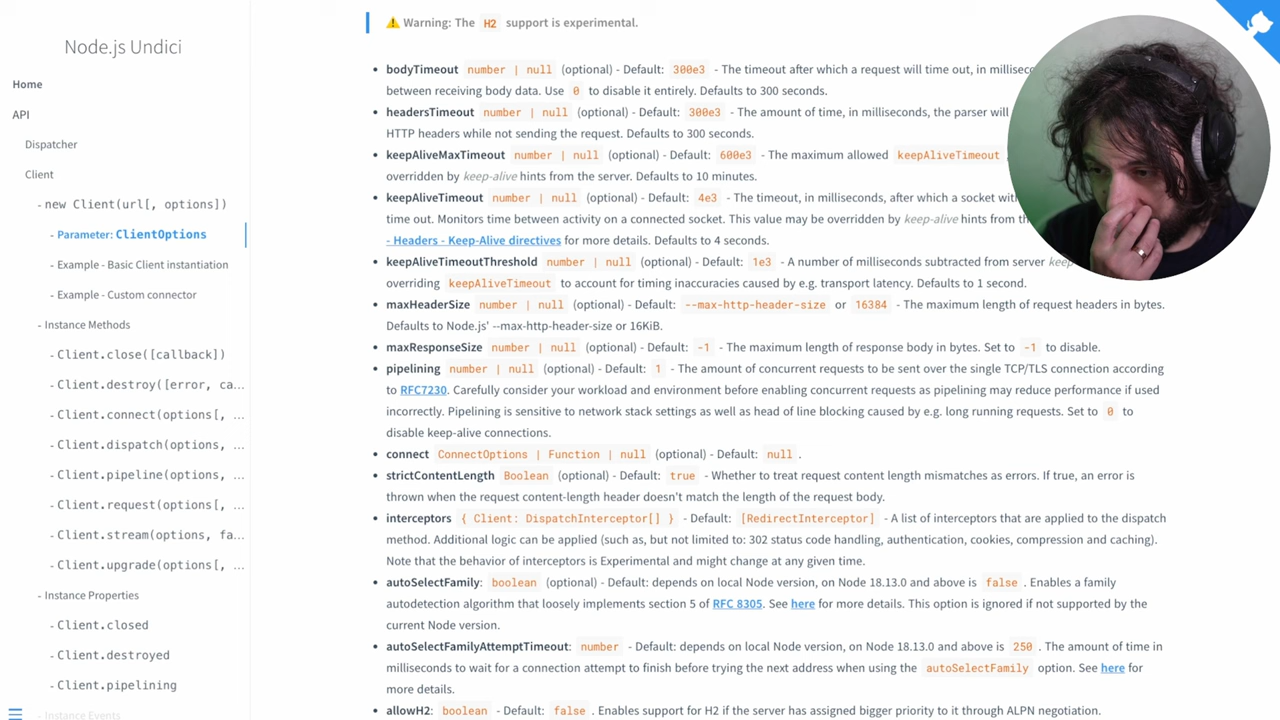 Node.js Undici
Home
API
Dispatcher
Client
- new Client(url[, options])
- Parameter: ClientOptions
- Example - Basic Client instantiation
- Example - Custom connector
- Instance Methods
- Client.close([callback])
- Client.destroy([error, ca...
- Client.connect(options[, ...
- Client.dispatch(options, ...
- Client.pipeline(options, ...
- Client.request(options[, ...
- Client.stream(options, fa...
- Client.upgrade(options[, ...
- Instance Properties
- Client.closed
- Client.destroyed
- Client.pipelining
- Instance Events
⚠️ Warning: The H2 support is experimental.
• bodyTimeout number | null (optional) - Default: 300e3 - The timeout after which a request will time out, in
between receiving body data. Use 0 to disable it entirely. Defaults to 300 seconds.
• headersTimeout number | null (optional) - Default: 300e3 - The amount of time, in milliseconds, the parser will
HTTP headers while not sending the request. Defaults to 300 seconds.
• keepAliveMaxTimeout number | null (optional) - Default: 600e3 - The maximum allowed keepAliveTimeout
overridden by keep-alive hints from the server. Defaults to 10 minutes.
• keepAliveTimeout number | null (optional) - Default: 4e3 - The timeout, in milliseconds, after which a socket
time out. Monitors time between activity on a connected socket. This value may be overridden by keep-alive hints from
- Headers - Keep-Alive directives for more details. Defaults to 4 seconds.
• keepAliveTimeoutThreshold number | null (optional) - Default: 1e3 - A number of milliseconds subtracted from server
overriding keepAliveTimeout to account for timing inaccuracies caused by e.g. transport latency. Defaults to 1 second.
• maxHeaderSize number | null (optional) - Default: --max-http-header-size or 16384 - The maximum length of request headers in bytes.
Defaults to Node.js' --max-http-header-size or 16KiB.
• maxResponseSize number | null (optional) - Default: -1 - The maximum length of response body in bytes. Set to -1 to disable.
• pipelining number | null (optional) - Default: 1 - The amount of concurrent requests to be sent over the single TCP/TLS connection according
to RFC7230. Carefully consider your workload and environment before enabling concurrent requests as pipelining may reduce performance if used
incorrectly. Pipelining is sensitive to network stack settings as well as head of line blocking caused by e.g. long running requests. Set to 0 to
disable keep-alive connections.
• connect ConnectOptions | Function | null (optional) - Default: null .
• strictContentLength Boolean (optional) - Default: true - Whether to treat request content length mismatches as errors. If true, an error is
thrown when the request content-length header doesn't match the length of the request body.
• interceptors { Client: DispatchInterceptor[] } - Default: [RedirectInterceptor] - A list of interceptors that are applied to the dispatch
method. Additional logic can be applied (such as, but not limited to: 302 status code handling, authentication, cookies, compression and caching).
Note that the behavior of interceptors is Experimental and might change at any given time.
• autoSelectFamily: boolean (optional) - Default: depends on local Node version, on Node 18.13.0 and above is false . Enables a family
autodetection algorithm that loosely implements section 5 of RFC 8305. See here for more details. This option is ignored if not supported by the
current Node version.
• autoSelectFamilyAttemptTimeout: number - Default: depends on local Node version, on Node 18.13.0 and above is 250 . The amount of time in
milliseconds to wait for a connection attempt to finish before trying the next address when using the autoSelectFamily option. See here for
more details.
• allowH2: boolean - Default: false . Enables support for H2 if the server has assigned bigger priority to it through ALPN negotiation.